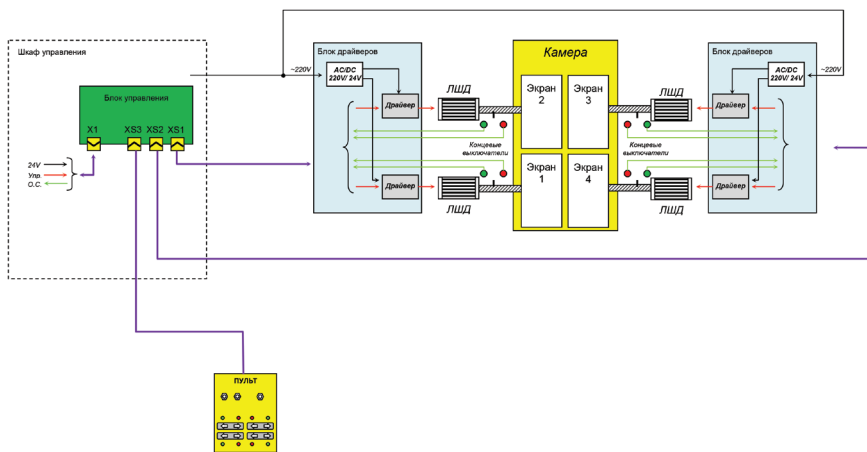 Шкаф управления
Блок управления
X1
XS3
XS2
XS1
24V
Упр.
О.С.
~220V
Блок драйверов
AC/DC
220V/ 24V
Драйвер
Драйвер
ЛШД
Концевые
выключатели
ЛШД
Камера
Экран
2
Экран
3
Экран
1
Экран
4
ЛШД
Концевые
выключатели
ЛШД
Блок драйверов
AC/DC
220V/ 24V
Драйвер
Драйвер
~220V
ПУЛЬТ